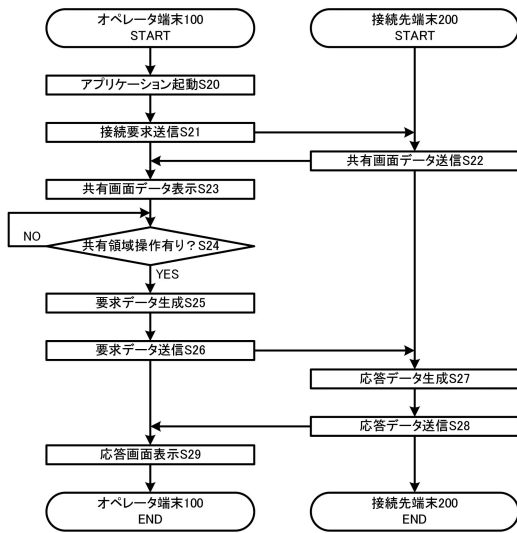 オペレータ端末100
START
接続先端末200
START
アプリケーション起動S20
接続要求送信S21
共有画面データ送信S22
共有画面データ表示S23
NO
共有領域操作有り？S24
YES
要求データ生成S25
要求データ送信S26
応答データ生成S27
応答データ送信S28
応答画面表示S29
オペレータ端末100
END
接続先端末200
END